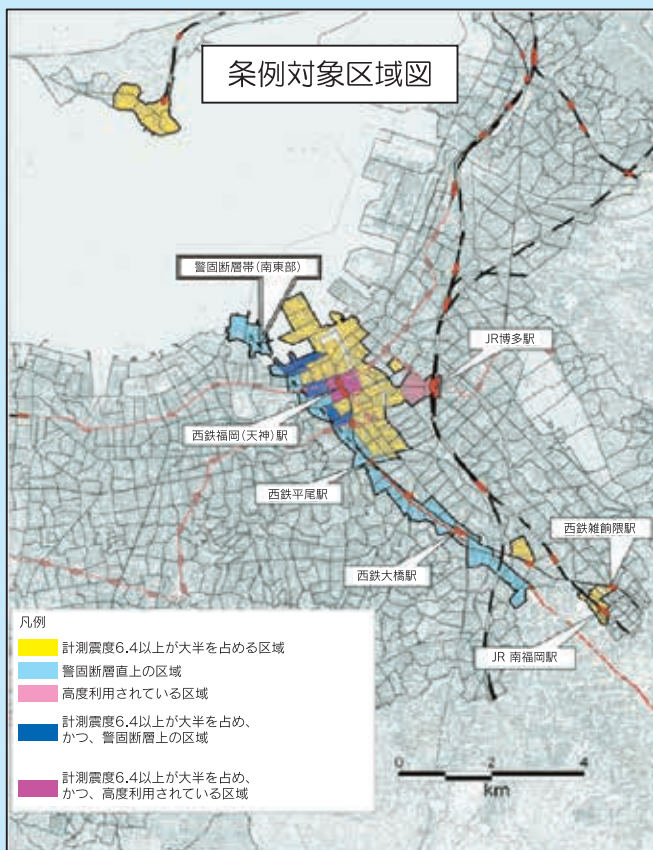 条例対象区域図
警固断層帯(南東部)
JR博多駅
西鉄福岡(天神)駅
西鉄平尾駅
西鉄雑餉隈駅
西鉄大橋駅
JR 南福岡駅
凡例
計測震度6.4以上が大半を占める区域
警固断層直上の区域
高度利用されている区域
計測震度6.4以上が大半を占め、
かつ、警固断層上の区域
計測震度6.4以上が大半を占め、
かつ、高度利用されている区域
0 2 4
km